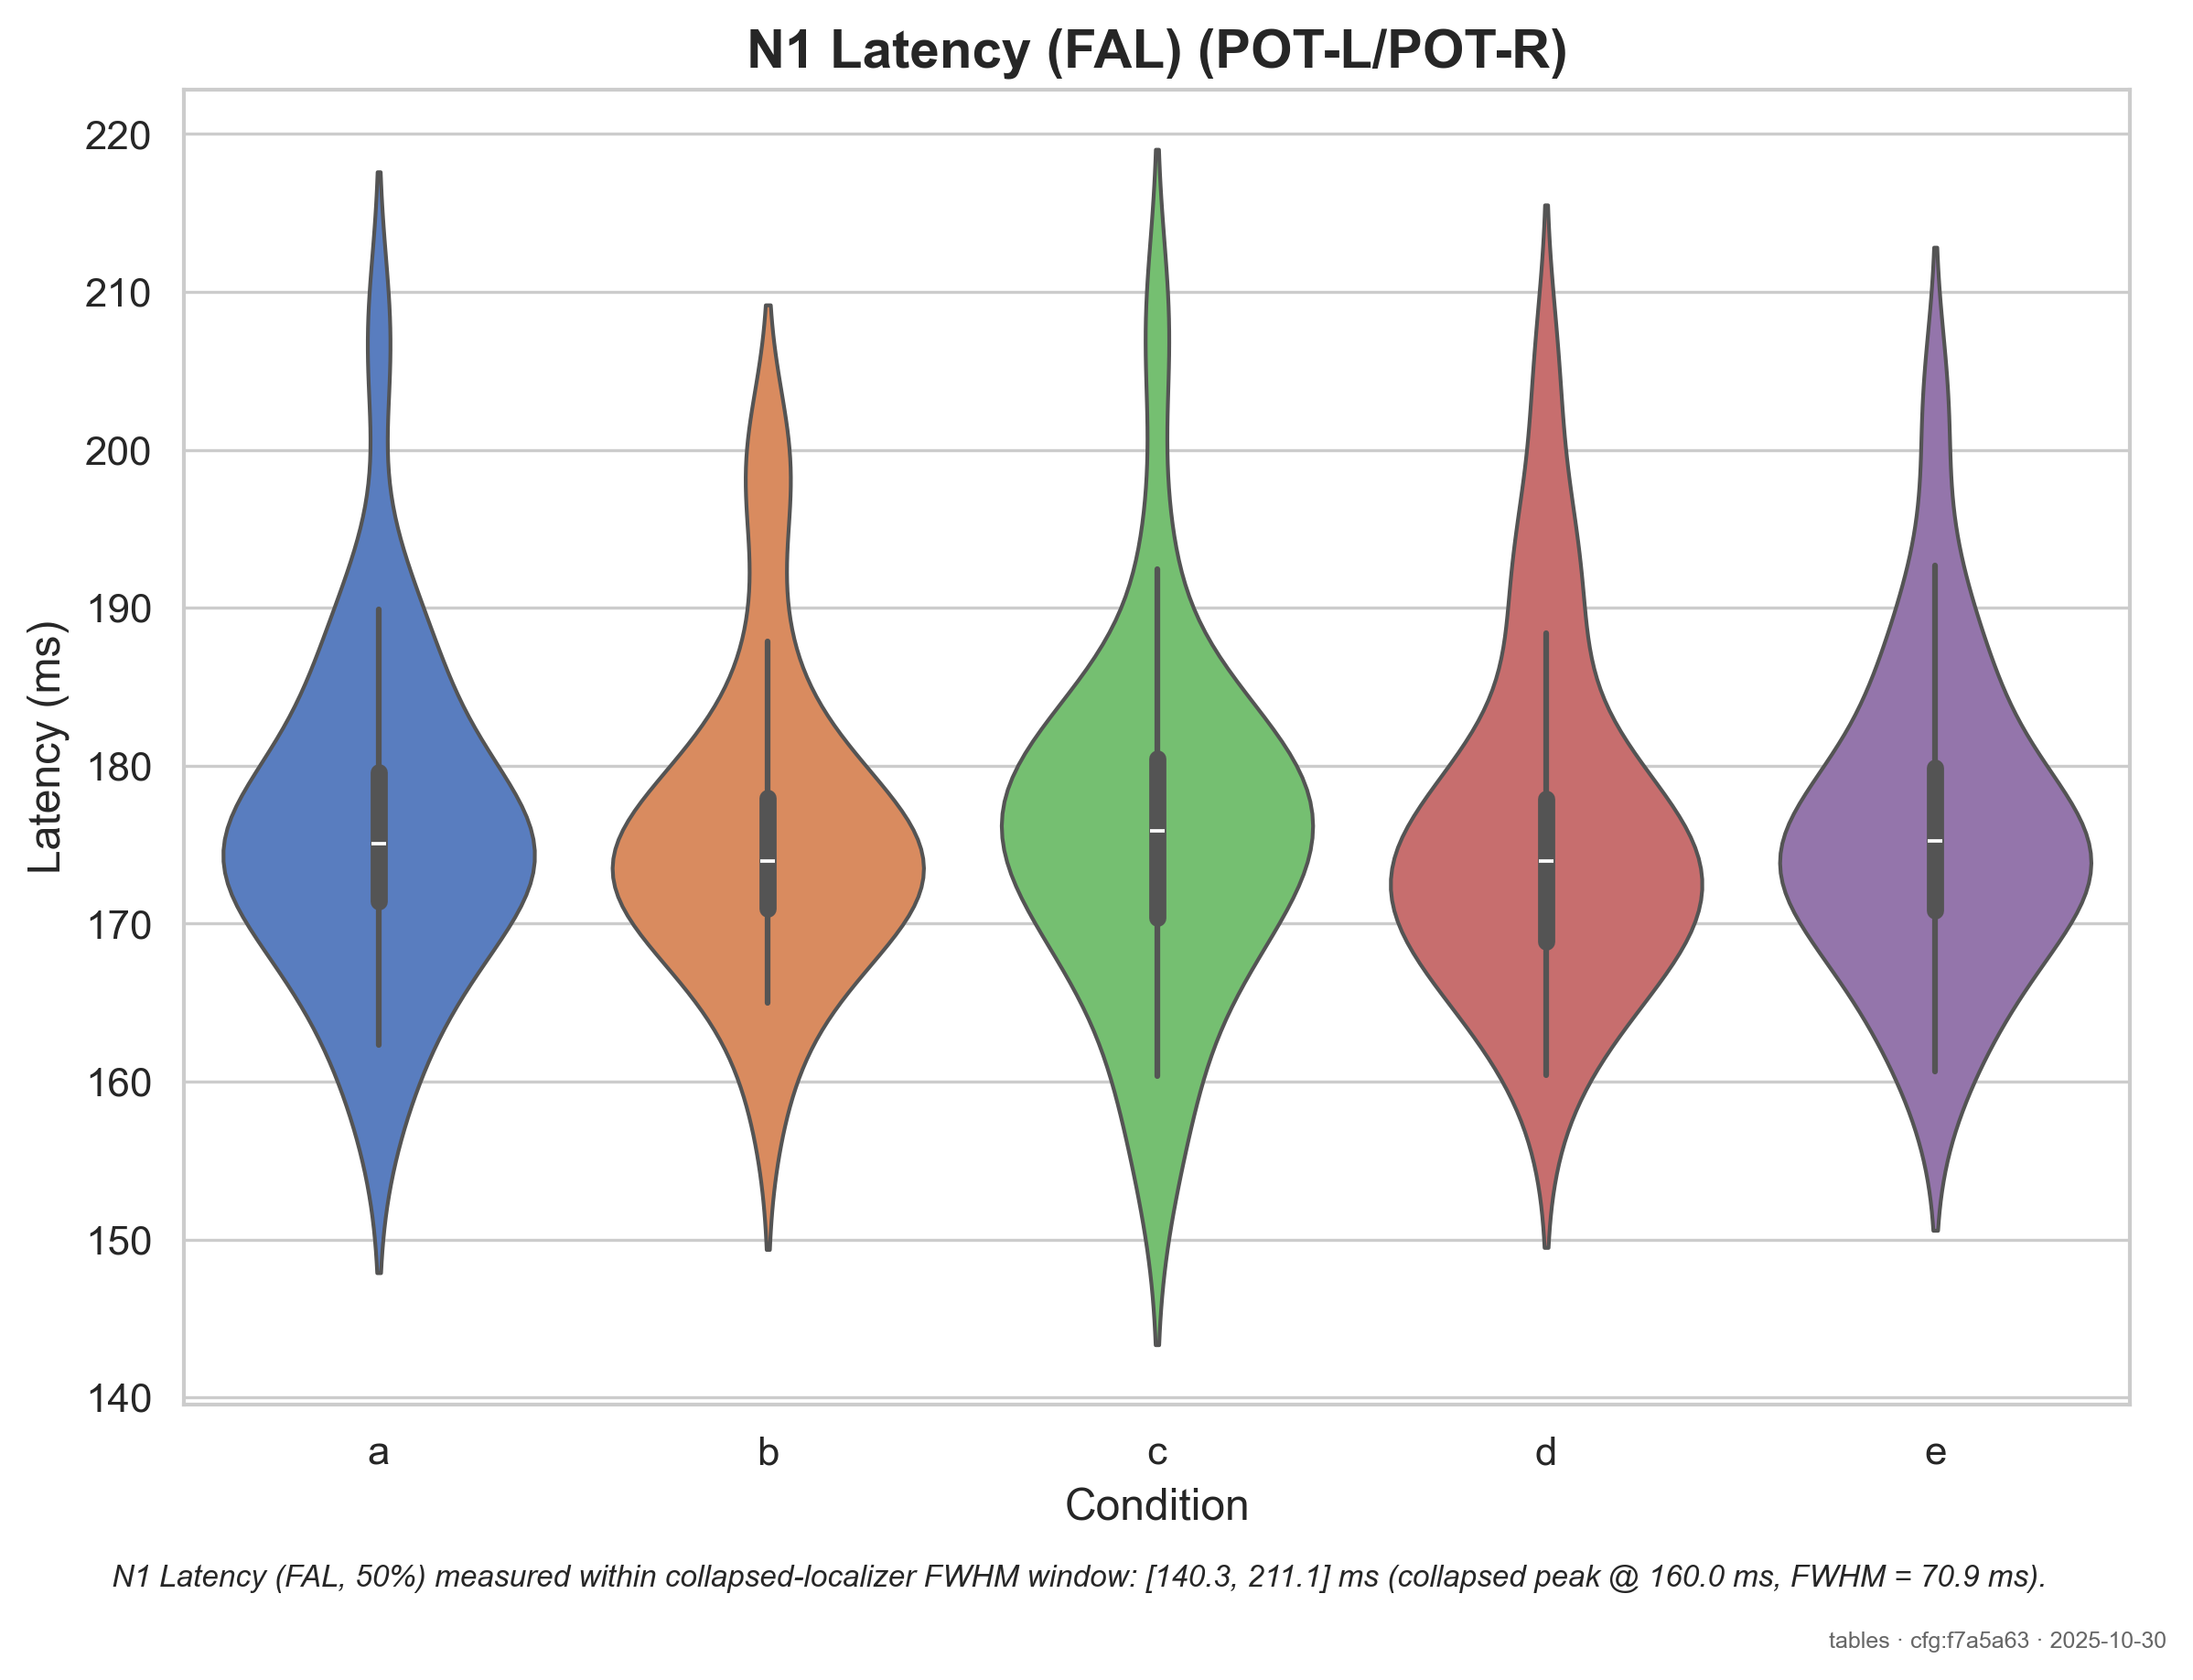 N1 Latency (FAL) (POT-L/POT-R)
220
210
200
190
180
170
160
150
140
Latency (ms)
a b c d e
Condition
N1 Latency (FAL, 50%) measured within collapsed-localizer FWHM window: [140.3, 211.1] ms (collapsed peak @ 160.0 ms, FWHM = 70.9 ms).
tables · cfg:f7a5a63 · 2025-10-30